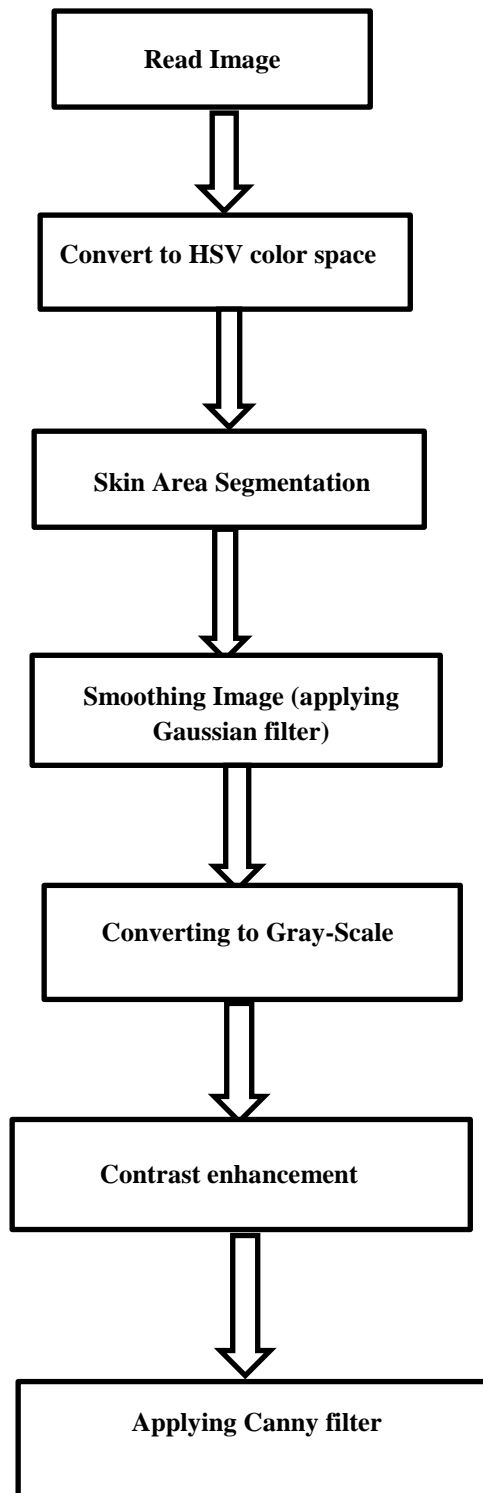 Read Image
Convert to HSV color space
Skin Area Segmentation
Smoothing Image (applying
Gaussian filter)
Converting to Gray-Scale
Contrast enhancement
Applying Canny filter